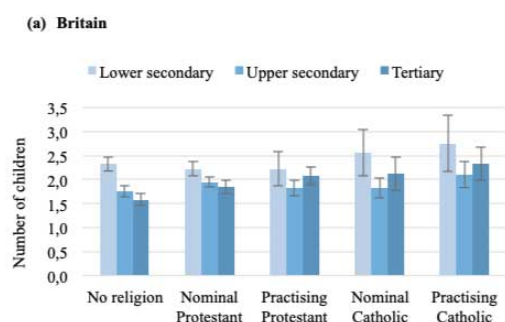 (a) Britain
Lower secondary Upper secondary Tertiary
Number of children
3,5
3,0
2,5
2,0
1,5
1,0
0,5
0,0
No religion
Nominal Protestant
Practising Protestant
Nominal Catholic
Practising Catholic